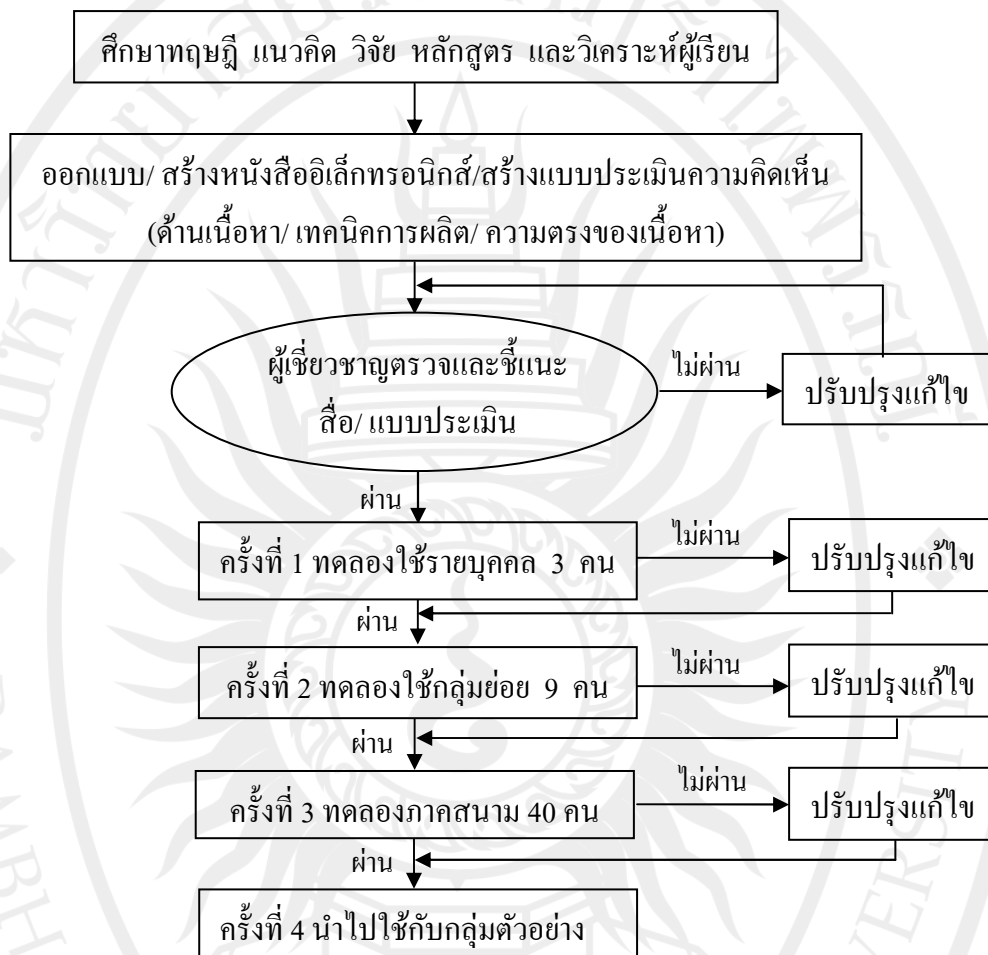 ศึกษาทฤษฎี แนวคิด วิจัย หลักสูตร และวิเคราะห์ผู้เรียน
ออกแบบ/ สร้างหนังสืออิเล็กทรอนิกส์/สร้างแบบประเมินความคิดเห็น
(ด้านเนื้อหา/ เทคนิคการผลิต/ ความตรงของเนื้อหา)
ผู้เชี่ยวชาญตรวจและชี้แนะ
สื่อ/ แบบประเมิน
ไม่ผ่าน
ปรับปรุงแก้ไข
ผ่าน
ครั้งที่ 1 ทดลองใช้รายบุคคล 3 คน
ไม่ผ่าน
ปรับปรุงแก้ไข
ผ่าน
ครั้งที่ 2 ทดลองใช้กลุ่มย่อย 9 คน
ไม่ผ่าน
ปรับปรุงแก้ไข
ผ่าน
ครั้งที่ 3 ทดลองภาคสนาม 40 คน
ไม่ผ่าน
ปรับปรุงแก้ไข
ผ่าน
ครั้งที่ 4 นำไปใช้กับกลุ่มตัวอย่าง